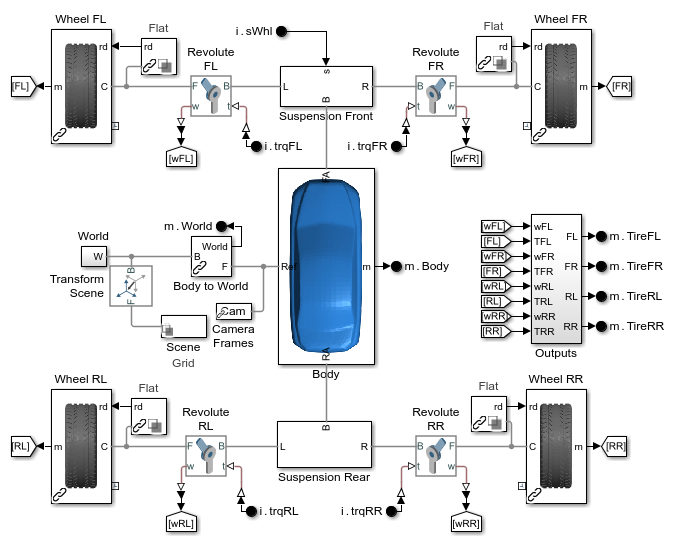 Wheel FL
Flat
i.sWhl
Flat
Wheel FR
rd
Revolute
FL
s
Revolute
FR
rd
[FL]
m
C
F
B
L
R
B
F
C
m
[FR]
w
t
B
t
w
Suspension Front
[wFL]
i.trqFL
i.trqFR
[wFR]
FA
World
m.World
W
B
World
F
Body to World
Ref
m
m.Body
B
Transform
Scene
F
Cam
Camera
Frames
Scene
Grid
RA
Body
[wFL]
wFL
[FL]
TFL
[wFR]
wFR
[FR]
TFR
[wRL]
wRL
[RL]
TRL
[wRR]
wRR
[RR]
TRR
FL
m.TireFL
FR
m.TireFR
RL
m.TireRL
RR
m.TireRR
Outputs
Wheel RL
Flat
Flat
Wheel RR
rd
Revolute
RL
B
Revolute
RR
rd
[RL]
m
C
F
B
L
R
B
F
C
m
[RR]
w
t
t
w
Suspension Rear
[wRL]
i.trqRL
i.trqRR
[wRR]